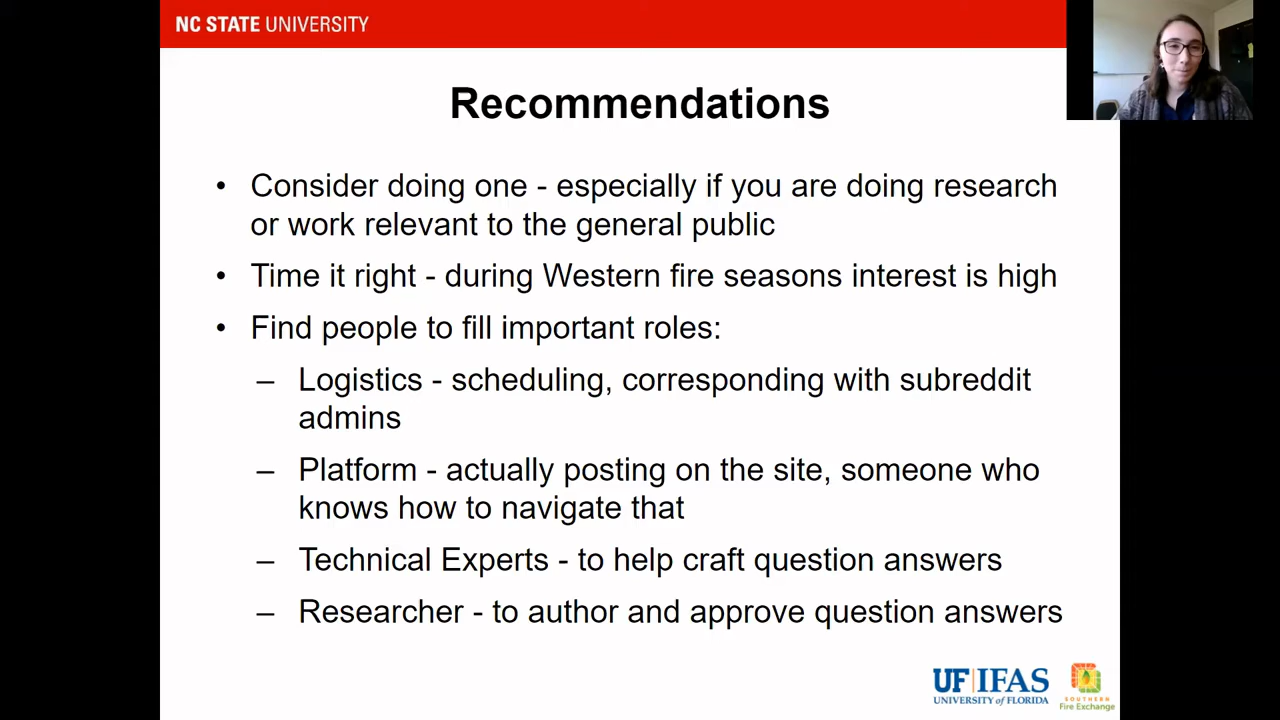 NC STATE UNIVERSITY
Recommendations
• Consider doing one - especially if you are doing research
or work relevant to the general public
• Time it right - during Western fire seasons interest is high
• Find people to fill important roles:
– Logistics - scheduling, corresponding with subreddit
admins
– Platform - actually posting on the site, someone who
knows how to navigate that
– Technical Experts - to help craft question answers
– Researcher - to author and approve question answers
UF|IFAS
UNIVERSITY of FLORIDA
SOUTHERN
Fire Exchange